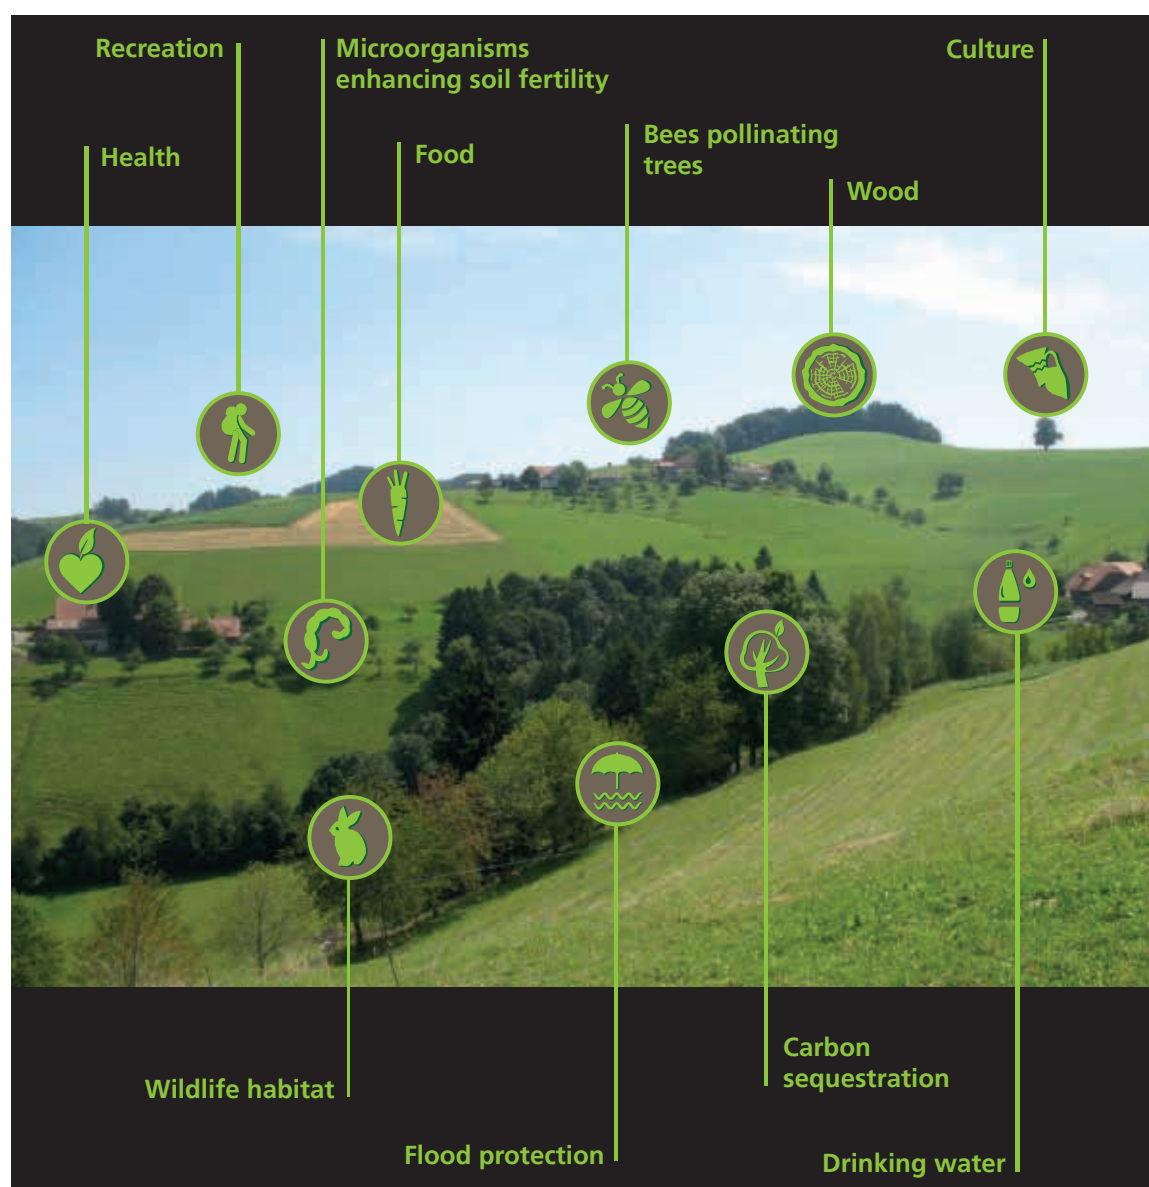 Recreation
Microorganisms
enhancing soil fertility
Culture
Health
Food
Bees pollinating
trees
Wood
Carbon
sequestration
Wildlife habitat
Flood protection
Drinking water